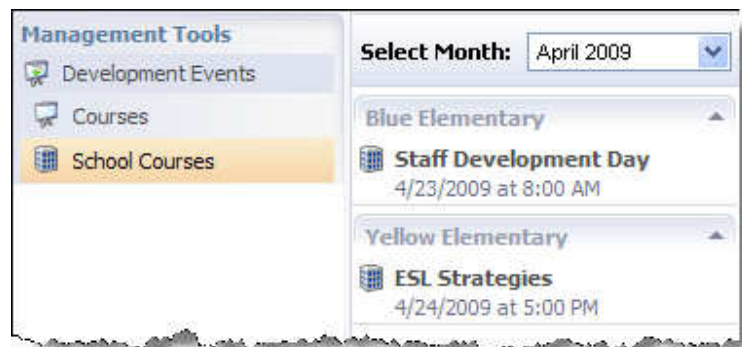 Management Tools
Development Events
Courses
School Courses
Select Month: April 2009
Blue Elementary
Staff Development Day
4/23/2009 at 8:00 AM
Yellow Elementary
ESL Strategies
4/24/2009 at 5:00 PM